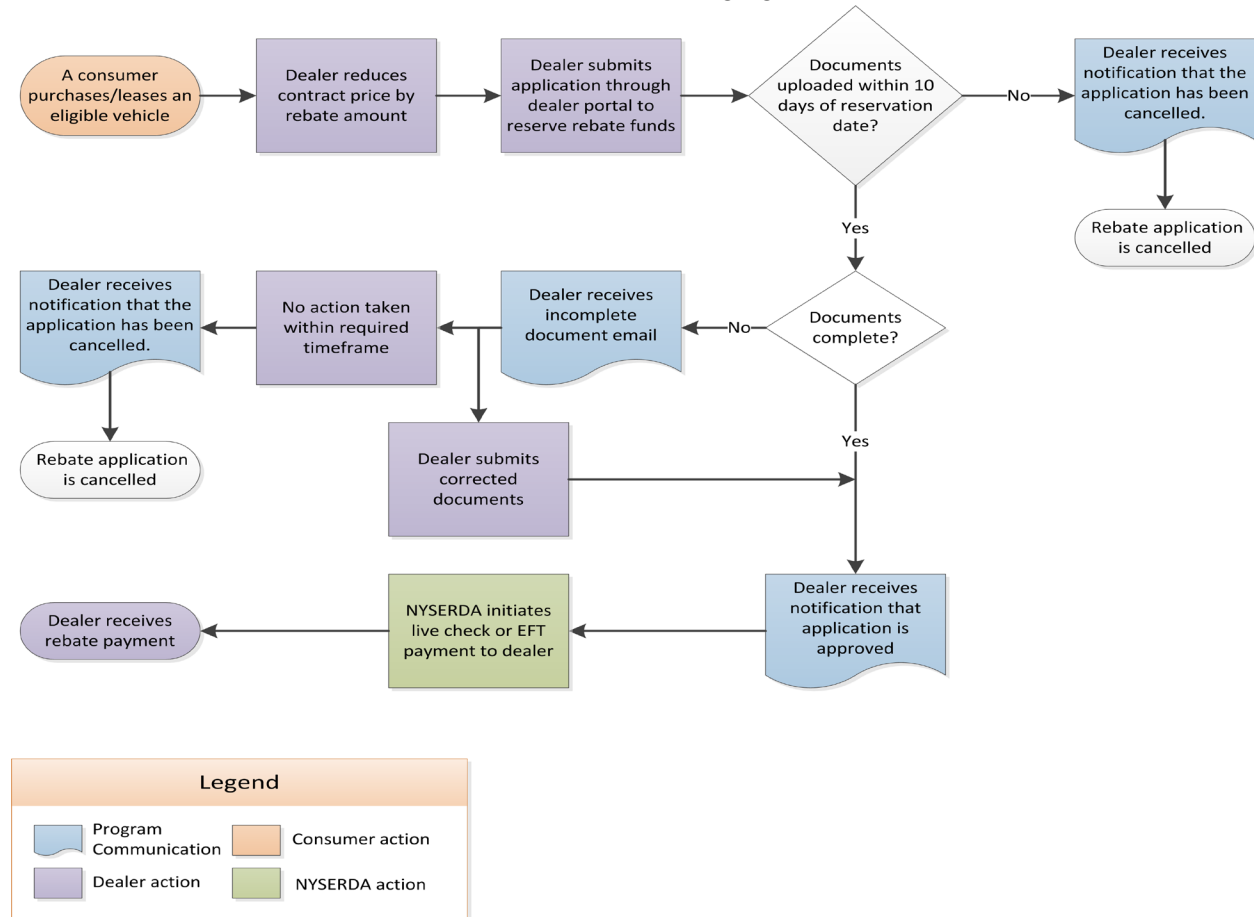 A consumer
purchases/leases an
eligible vehicle
Dealer reduces
contract price by
rebate amount
Dealer submits
application through
dealer portal to
reserve rebate funds
Documents
uploaded within 10
days of reservation
date?
No
Dealer receives
notification that the
application has been
cancelled.
Rebate application
is cancelled
Yes
Documents
complete?
No
Dealer receives
incomplete
document email
No action taken
within required
timeframe
Dealer receives
notification that the
application has been
cancelled.
Rebate application
is cancelled
Dealer submits
corrected
documents
Yes
Dealer receives
notification that
application is
approved
NYSERDA initiates
live check or EFT
payment to dealer
Dealer receives
rebate payment
Legend
Program
Communication
Consumer action
Dealer action
NYSERDA action